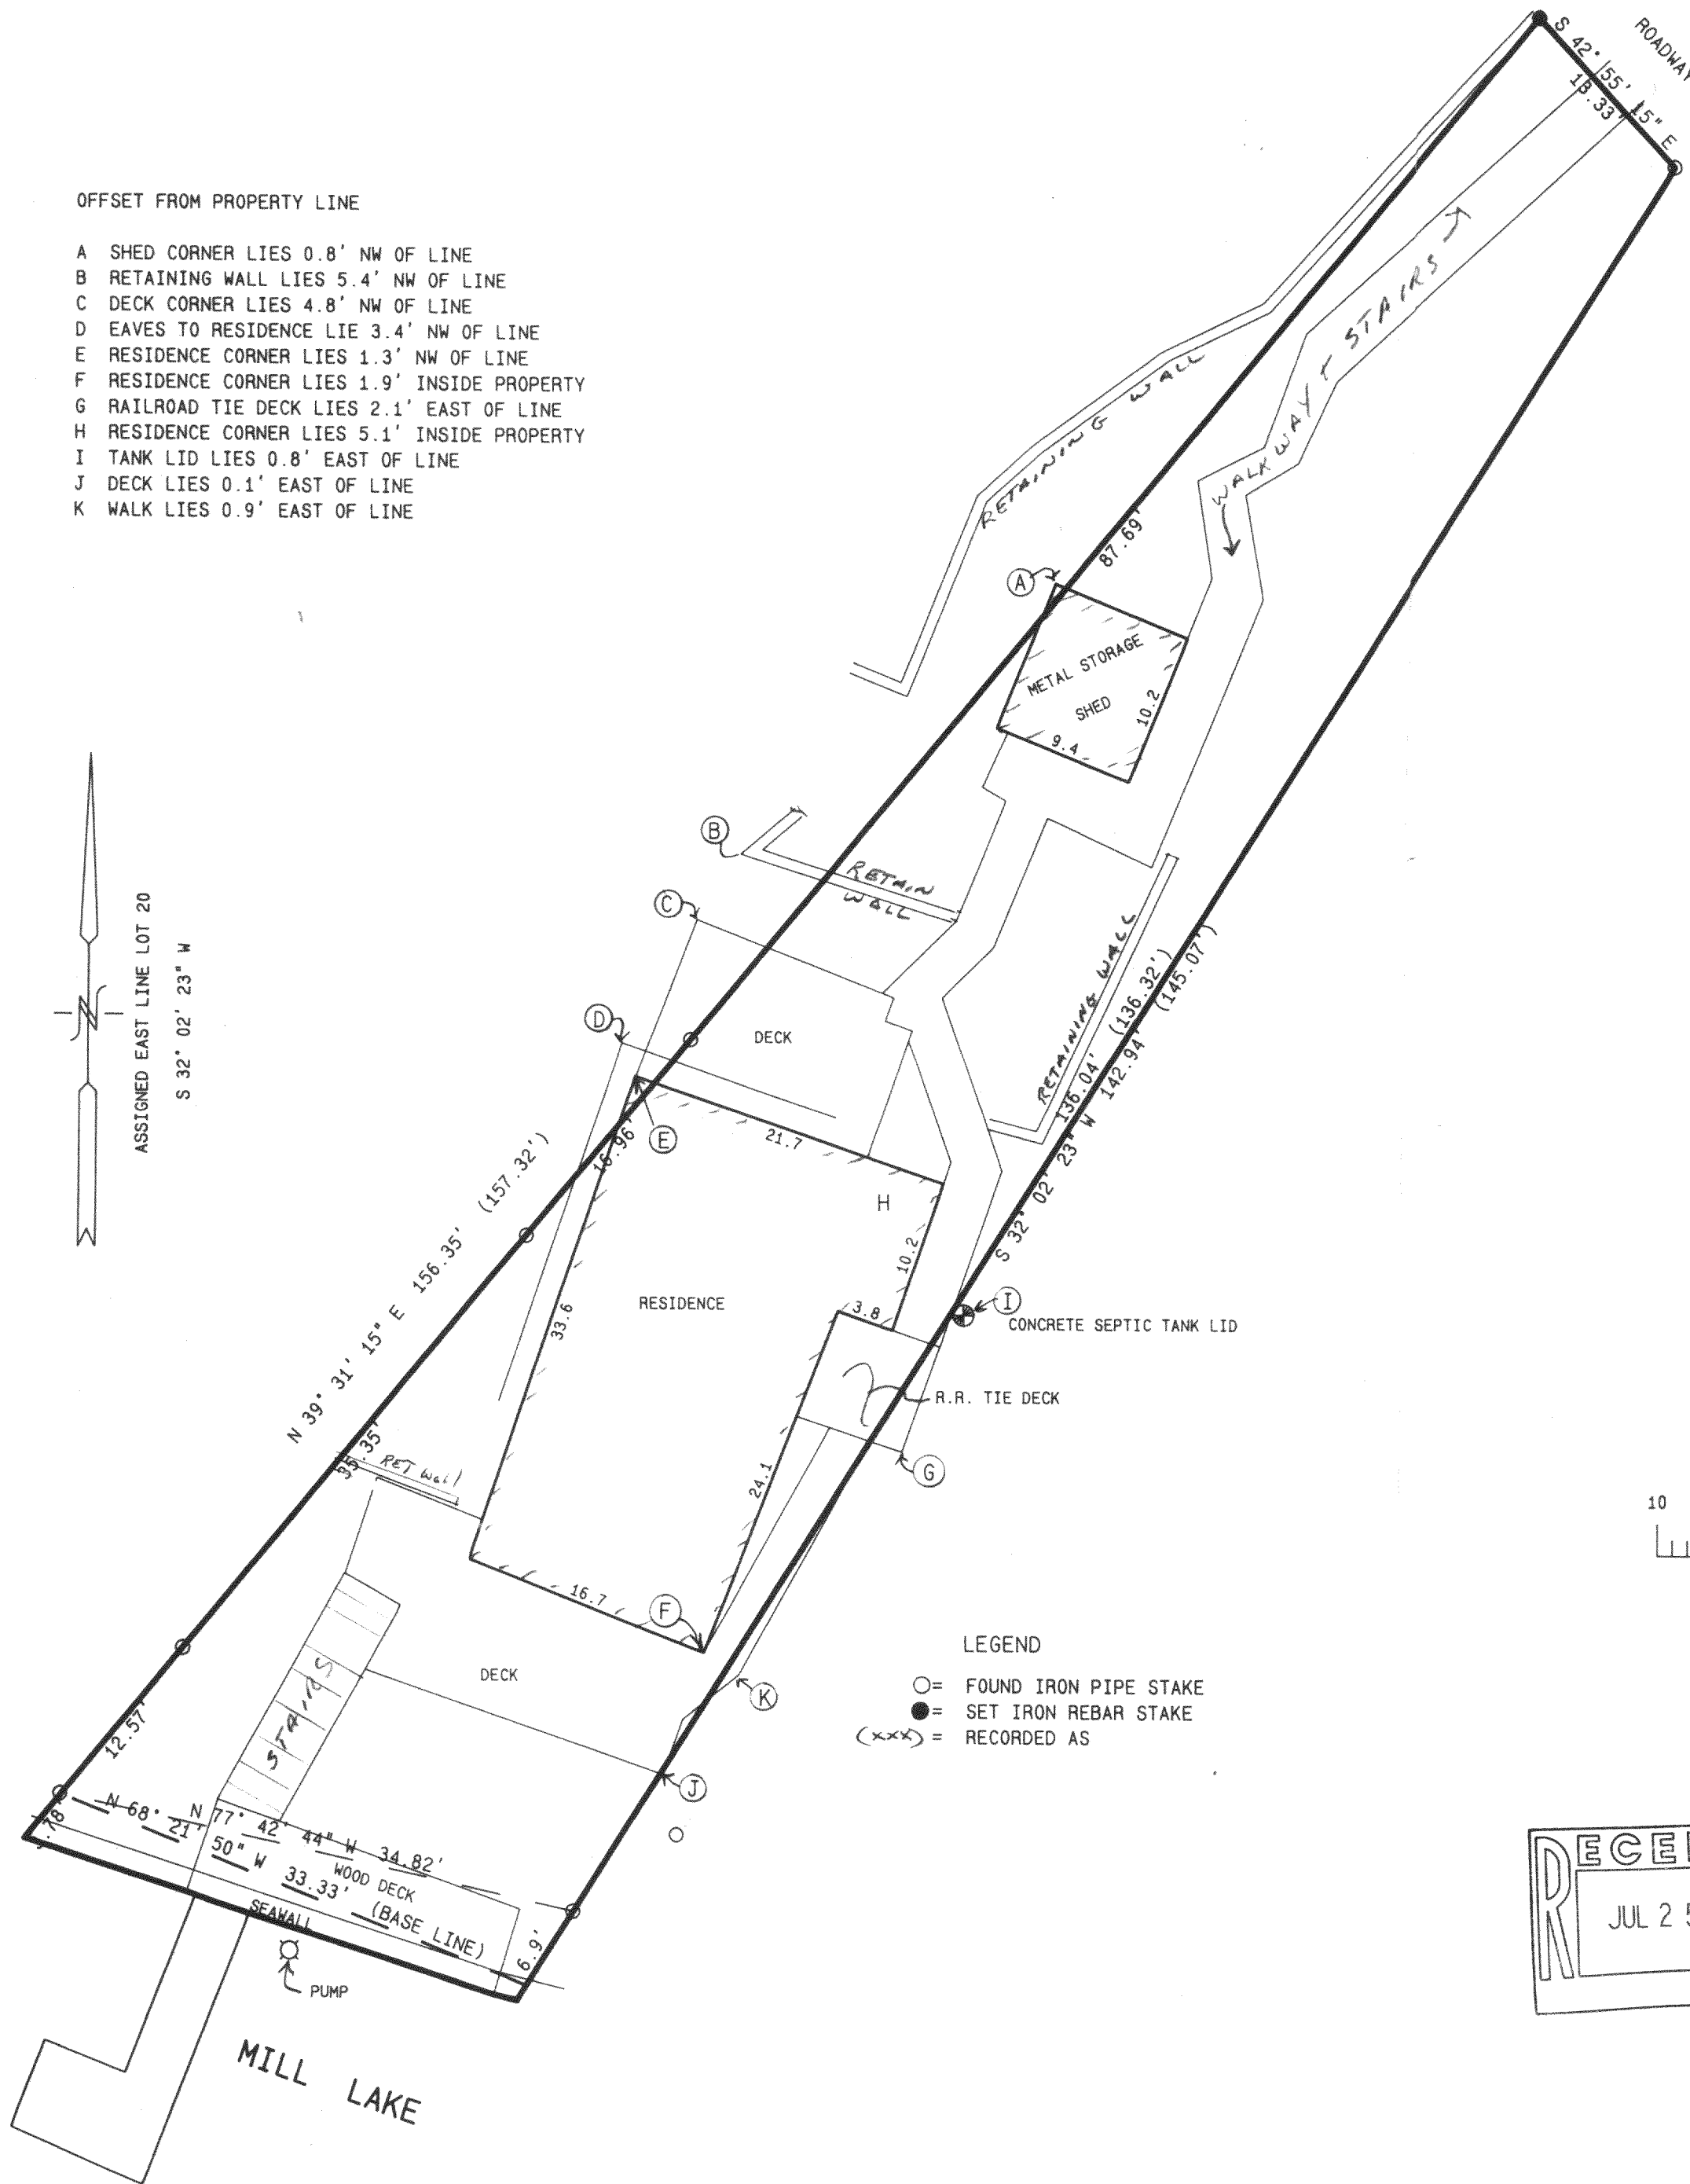 ROADWAY
S 42° 55' 15" E
13.33'
OFFSET FROM PROPERTY LINE
A SHED CORNER LIES 0.8' NW OF LINE
B RETAINING WALL LIES 5.4' NW OF LINE
C DECK CORNER LIES 4.8' NW OF LINE
D EAVES TO RESIDENCE LIE 3.4' NW OF LINE
E RESIDENCE CORNER LIES 1.3' NW OF LINE
F RESIDENCE CORNER LIES 1.9' INSIDE PROPERTY
G RAILROAD TIE DECK LIES 2.1' EAST OF LINE
H RESIDENCE CORNER LIES 5.1' INSIDE PROPERTY
I TANK LID LIES 0.8' EAST OF LINE
J DECK LIES 0.1' EAST OF LINE
K WALK LIES 0.9' EAST OF LINE
WALKWAY + STAIRS
RETAINING WALL
87.69'
A
METAL STORAGE
SHED
10.2
9.4
B
RETAIN
WALL
C
N
ASSIGNED EAST LINE LOT 20
S 32° 02' 23" W
RETAINING WALL
136.04' (136.32')
S 32° 02' 23" W 142.94' (145.07')
D
DECK
E
16.96'
21.7
H
10.2
N 39° 31' 15" E 156.35' (157.32')
33.6
RESIDENCE
3.8
I
CONCRETE SEPTIC TANK LID
R.R. TIE DECK
G
35.35'
RET Wall
24.1
16.7
F
10
DECK
STAIRS
K
LEGEND
= FOUND IRON PIPE STAKE
= SET IRON REBAR STAKE
(xxx) = RECORDED AS
12.57'
J
N 77° 42' 44" W 34.82'
N 68° 21' 50" W 33.33' (BASE LINE)
WOOD DECK
SEAWALL
6.9'
PUMP
MILL LAKE
JUL 2 5